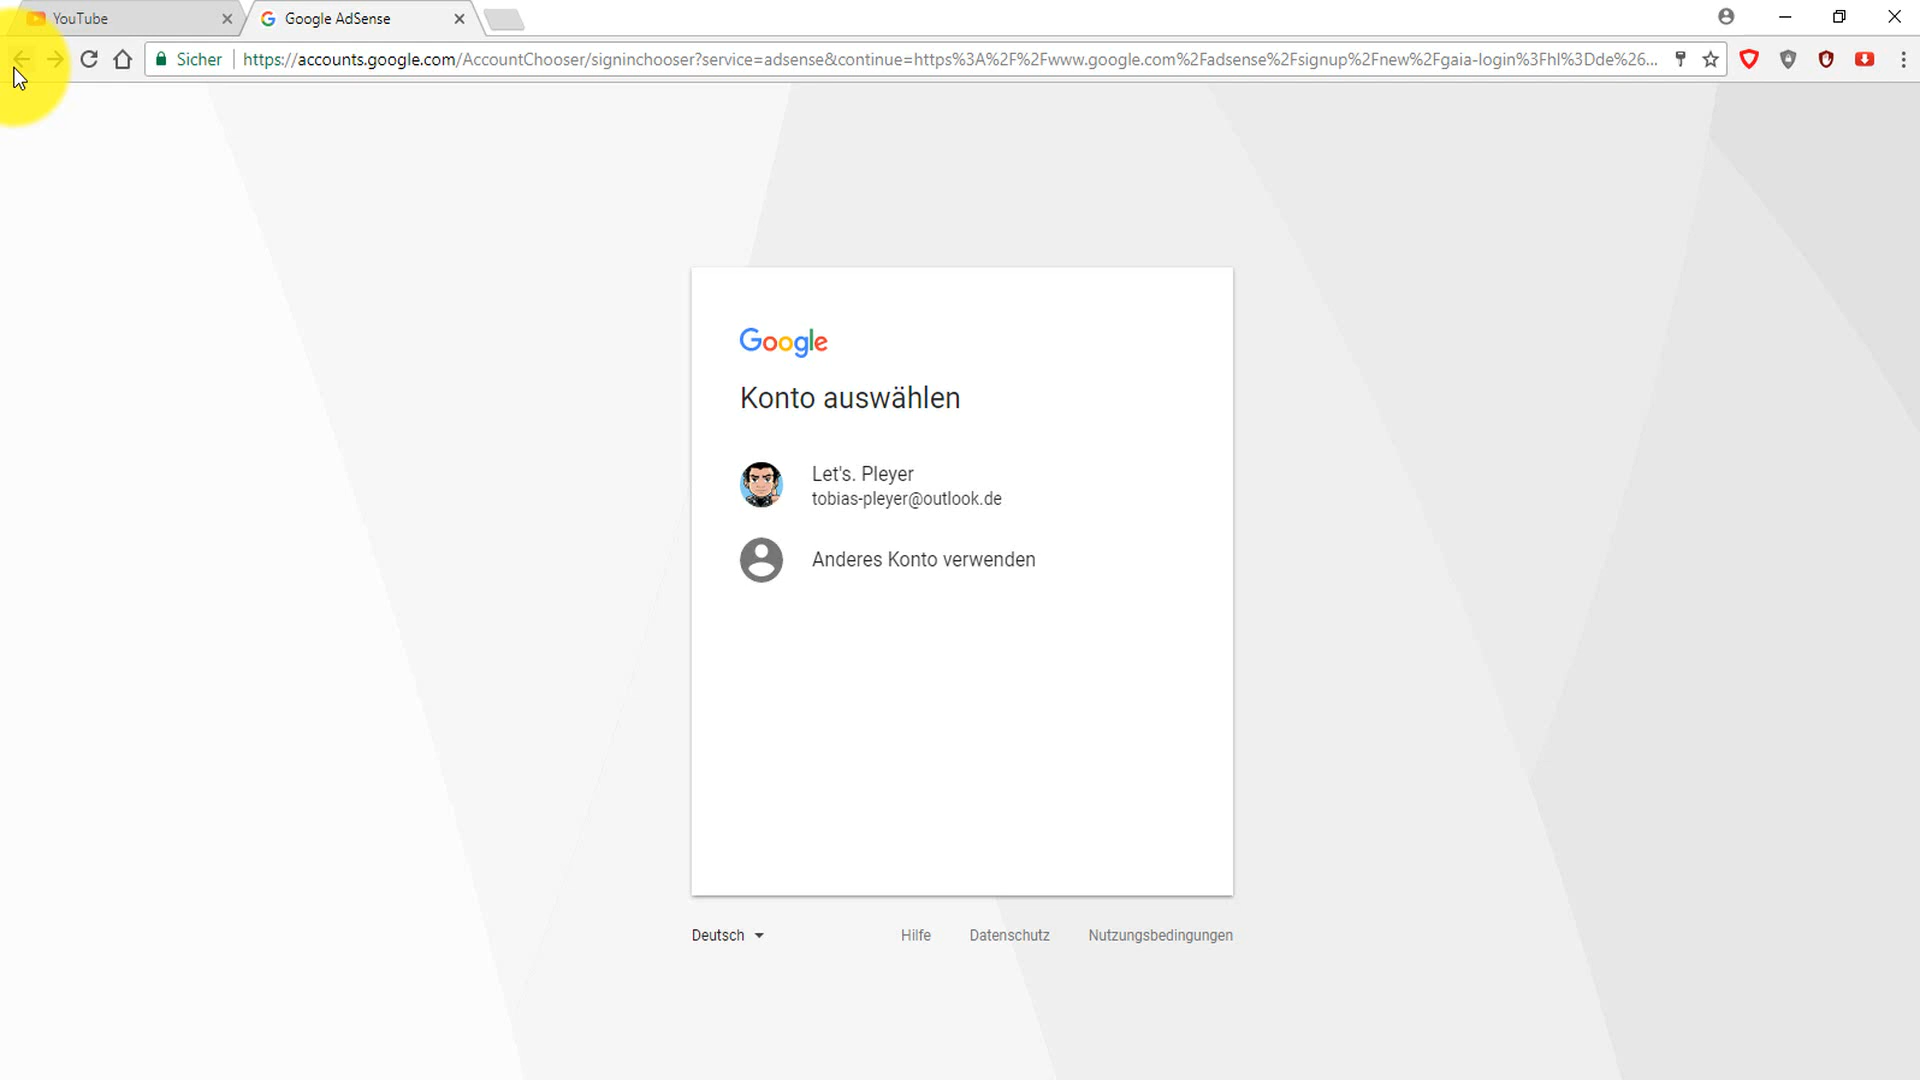 YouTube
Google AdSense
Sicher
https://accounts.google.com/AccountChooser/signinchooser?service=adsense&continue=https%3A%2F%2Fwww.google.com%2Fadsense%2Fsignup%2Fnew%2Fgaia-login%3Fhl%3Dde%26...
Google
Konto auswählen
Let's. Pleyer
tobias-pleyer@outlook.de
Anderes Konto verwenden
Deutsch
Hilfe
Datenschutz
Nutzungsbedingungen